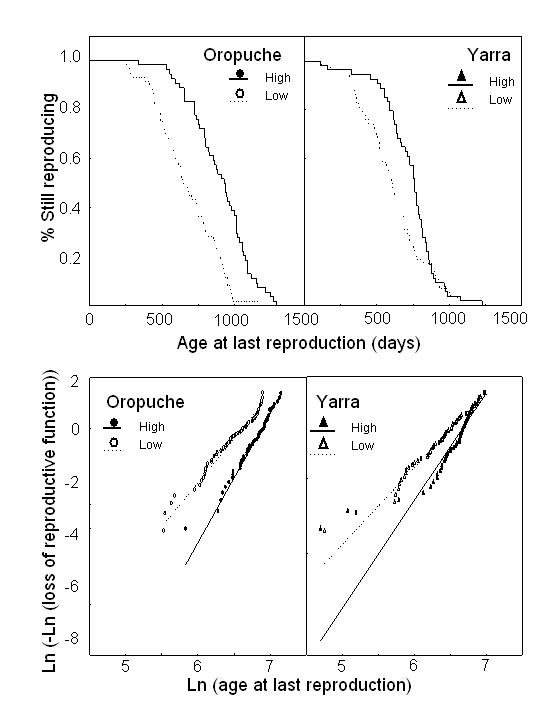 % Still reproducing
1.0
0.8
0.6
0.4
0.2
Oropuche
High
Low
Yarra
High
Low
0 500 1000 1500 500 1000 1500
Age at last reproduction (days)
Ln (-Ln (loss of reproductive function))
2
0
-2
-4
-6
-8
Oropuche
High
Low
Yarra
High
Low
5 6 7 5 6 7
Ln (age at last reproduction)